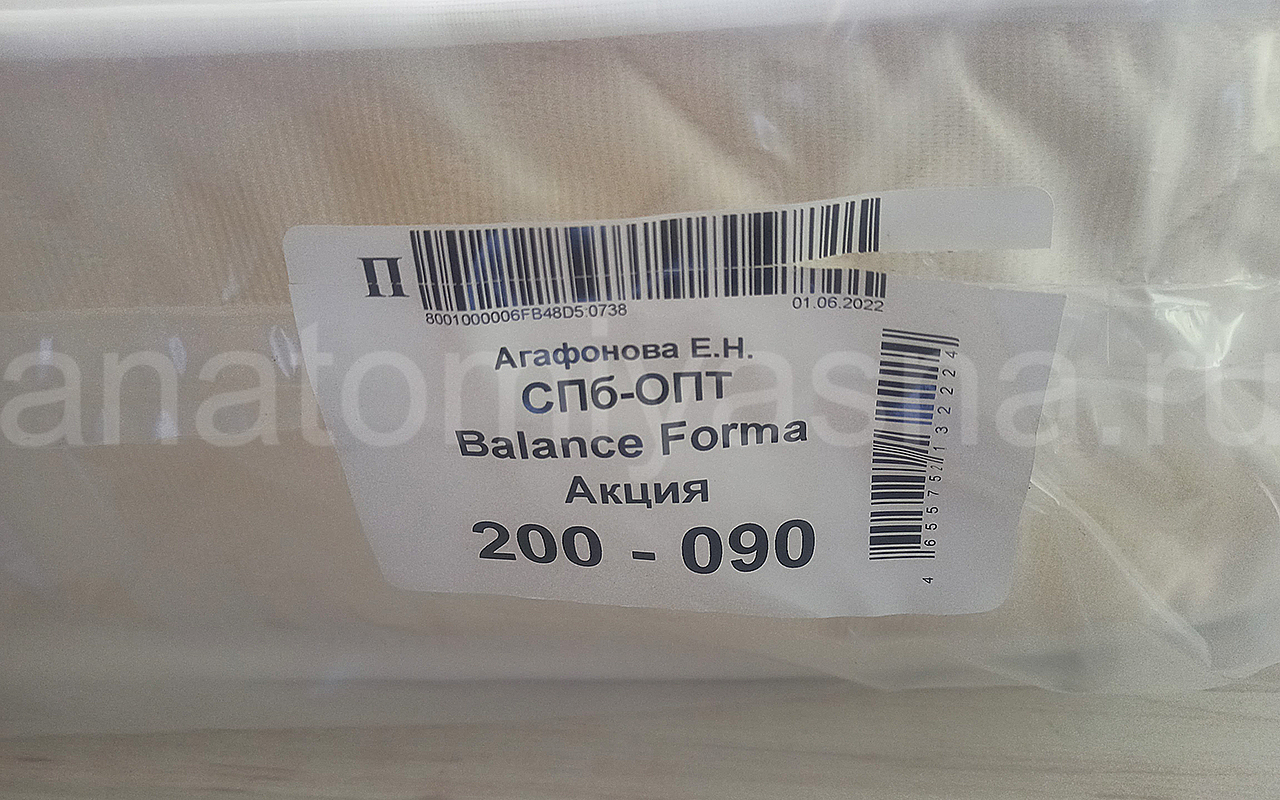 П
8001000006FB48D5:0738
01.06.2022
Агафонова Е.Н.
СПб-ОПТ
Balance Forma
Акция
200 - 090
4 655752 132224
anatomiyasna.ru